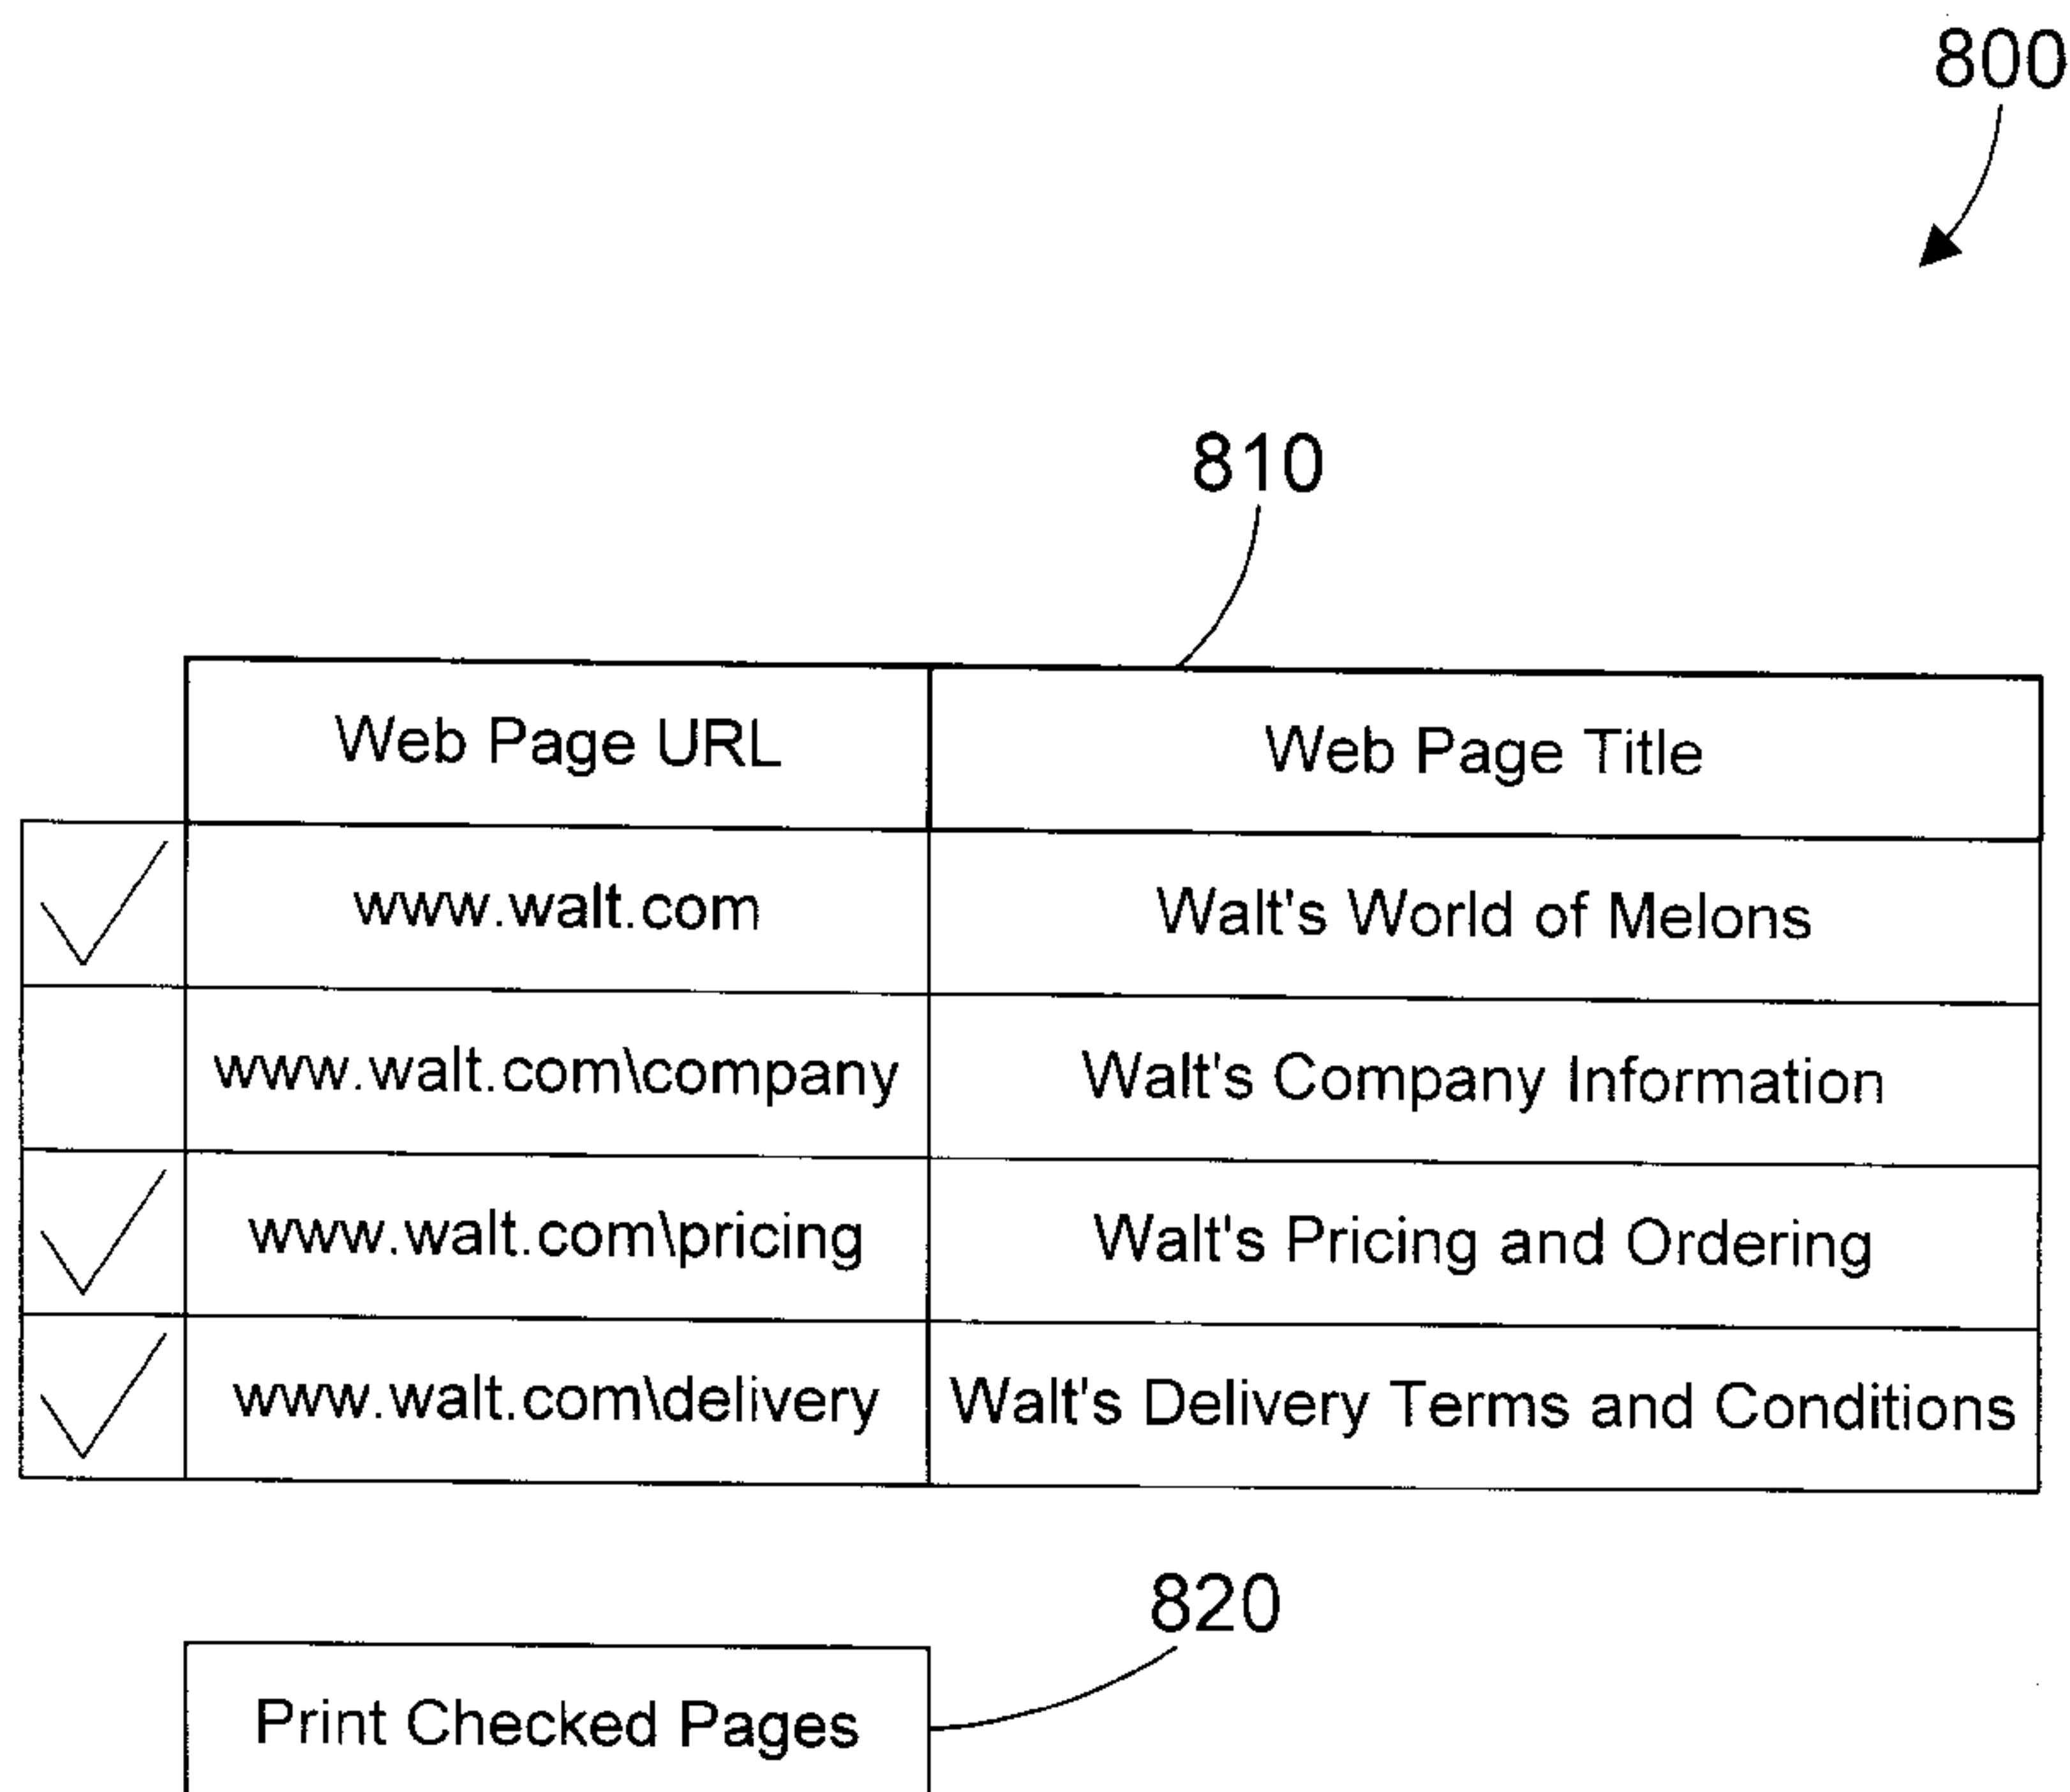 800
810
Web Page URL Web Page Title
www.walt.com Walt's World of Melons
www.walt.com\company Walt's Company Information
www.walt.com\pricing Walt's Pricing and Ordering
www.walt.com\delivery Walt's Delivery Terms and Conditions
820
Print Checked Pages